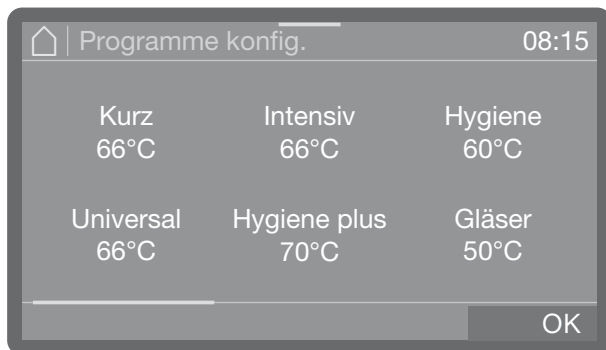 Programme konfig. 08:15
Kurz Intensiv Hygiene
66°C 66°C 60°C
Universal Hygiene plus Gläser
66°C 70°C 50°C
OK